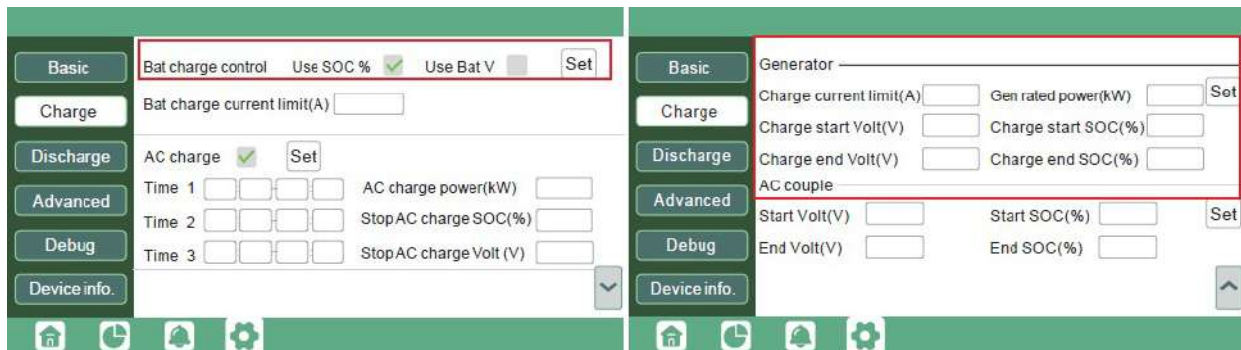 Basic
Charge
Discharge
Advanced
Debug
Device info.
Bat charge control Use SOC % Use Bat V Set
Bat charge current limit(A)
AC charge Set
Time 1 AC charge power(kW)
Time 2 Stop AC charge SOC(%)
Time 3 Stop AC charge Volt (V)
Basic
Charge
Discharge
Advanced
Debug
Device info.
Generator
Charge current limit(A) Gen rated power(kW) Set
Charge start Volt(V) Charge start SOC(%)
Charge end Volt(V) Charge end SOC(%)
AC couple
Start Volt(V) Start SOC(%) Set
End Volt(V) End SOC(%)